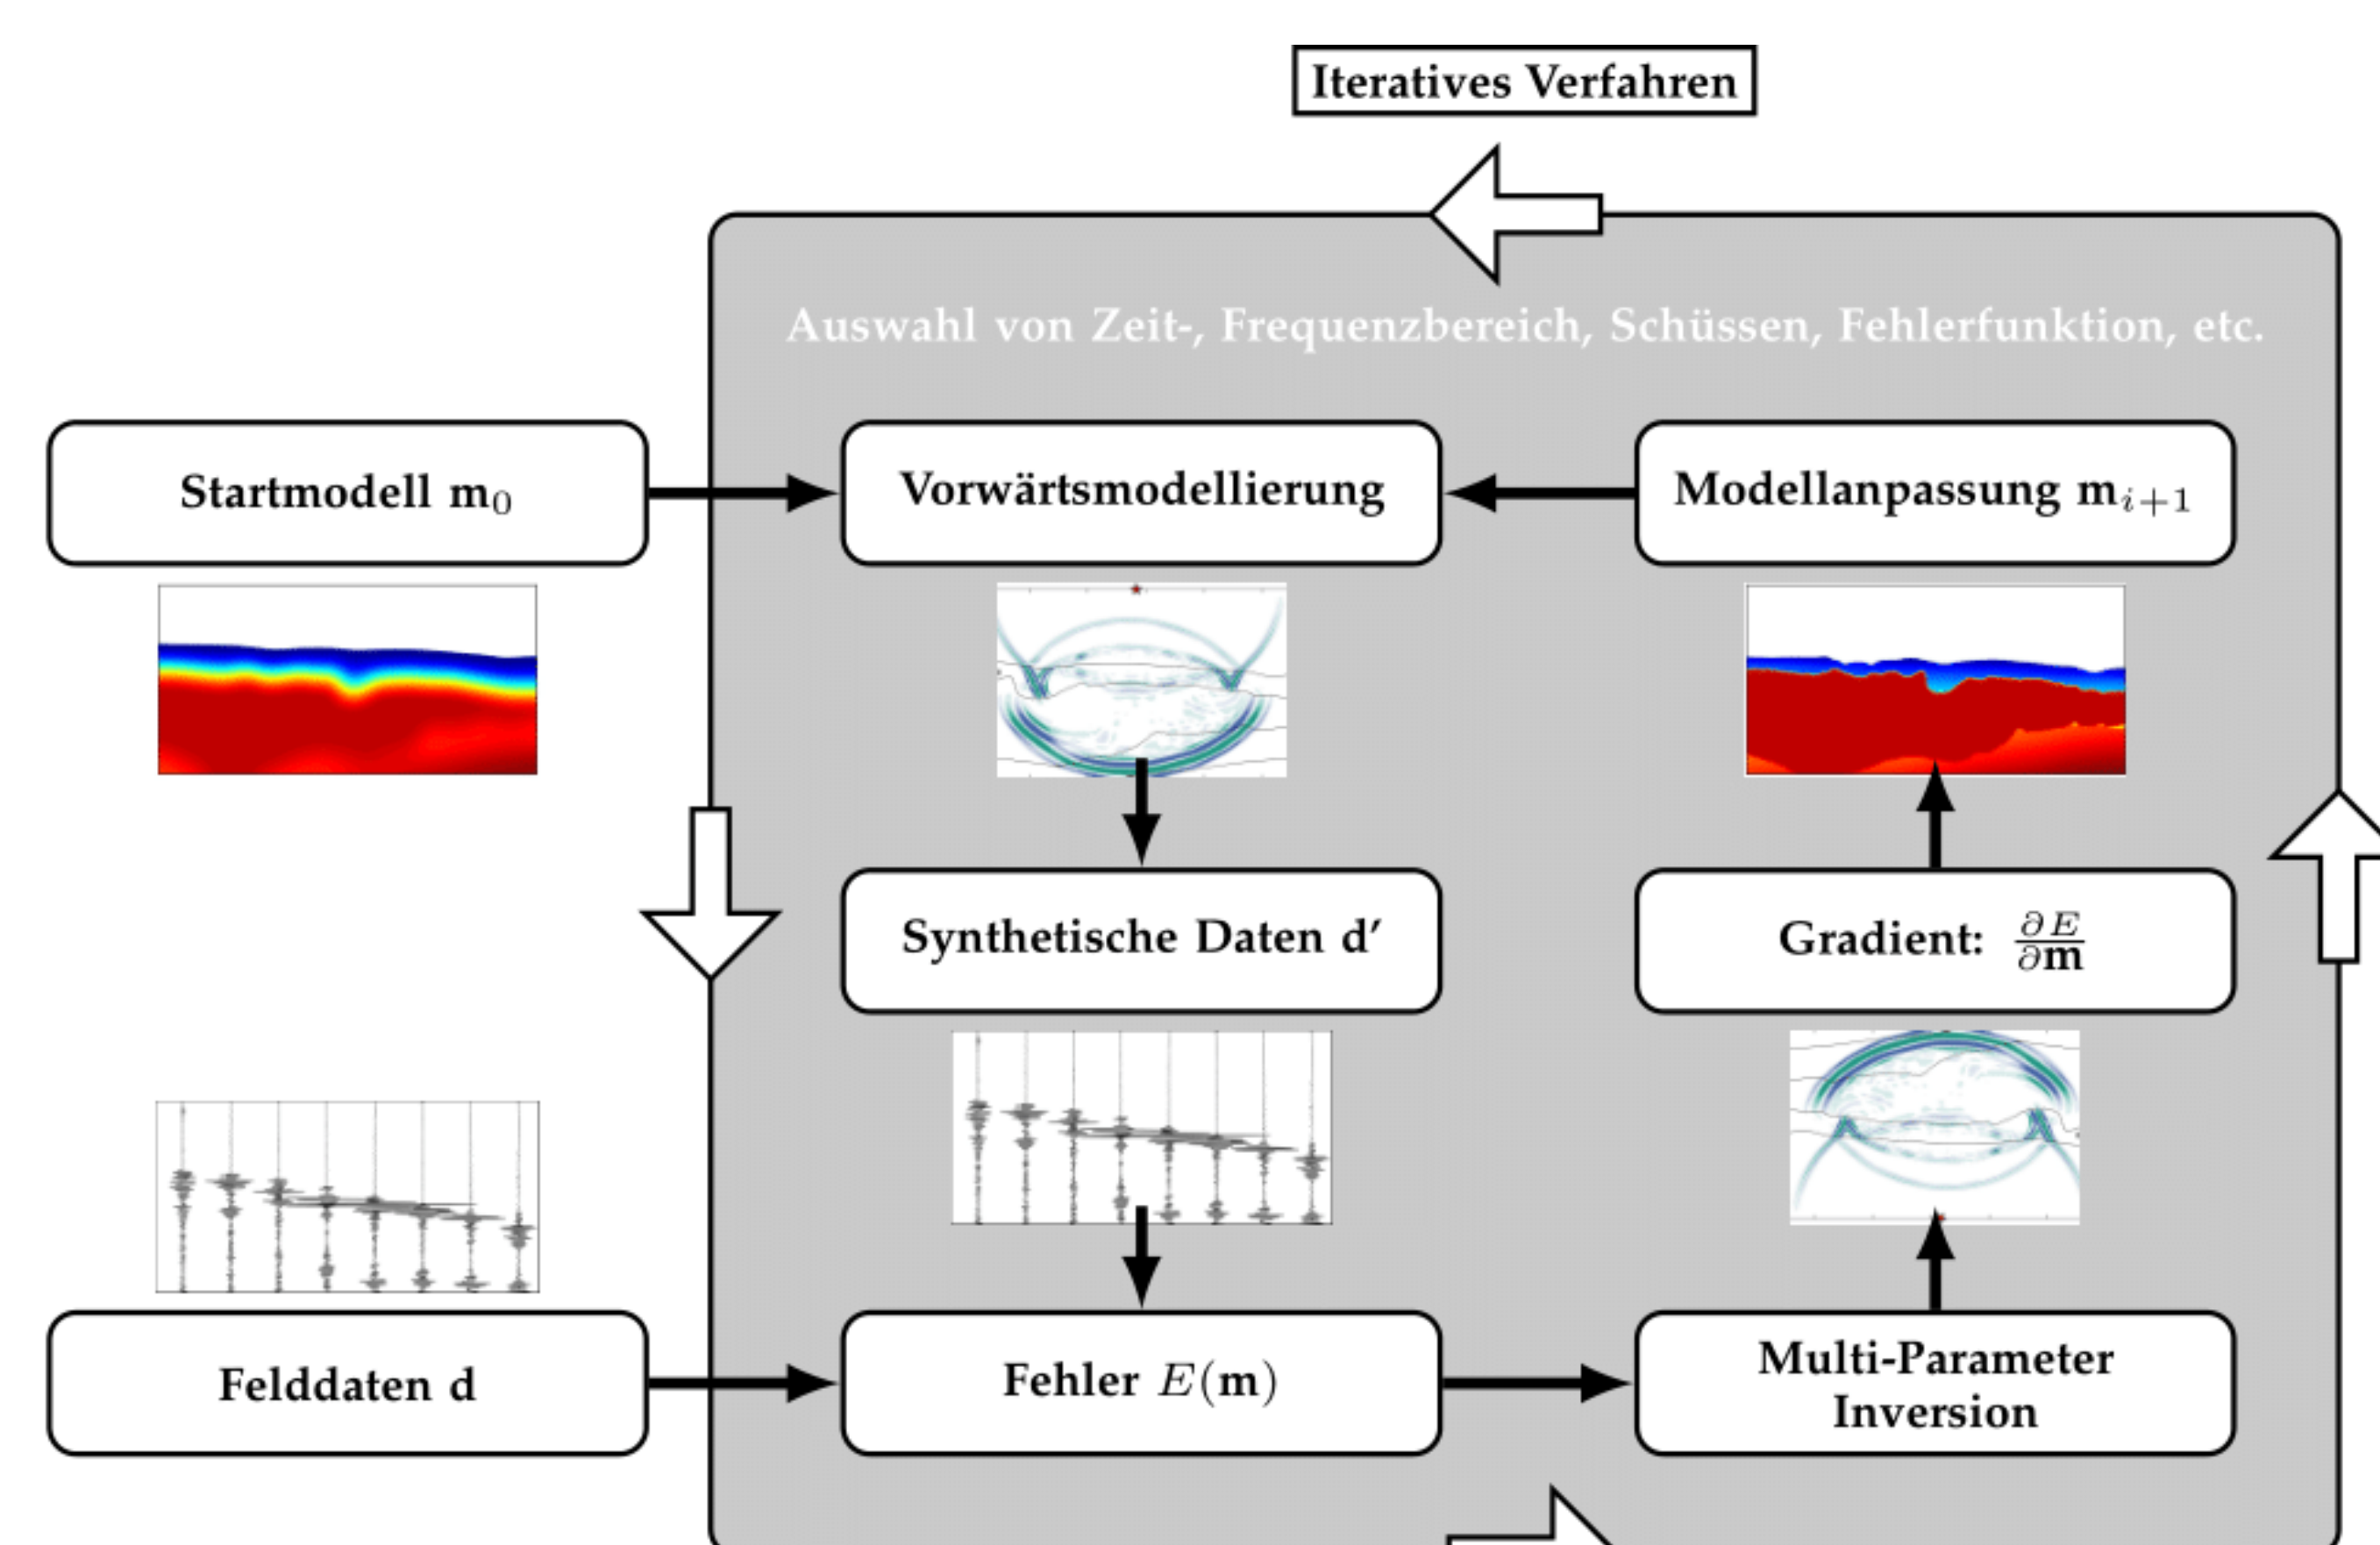 Iteratives Verfahren
Auswahl von Zeit-, Frequenzbereich, Schüssen, Fehlerfunktion, etc.
Startmodell m₀
Vorwärtsmodellierung
Modellanpassung mᵢ₊₁
Synthetische Daten d′
Gradient: ∂E/∂m
Felddaten d
Fehler E(m)
Multi-Parameter
Inversion